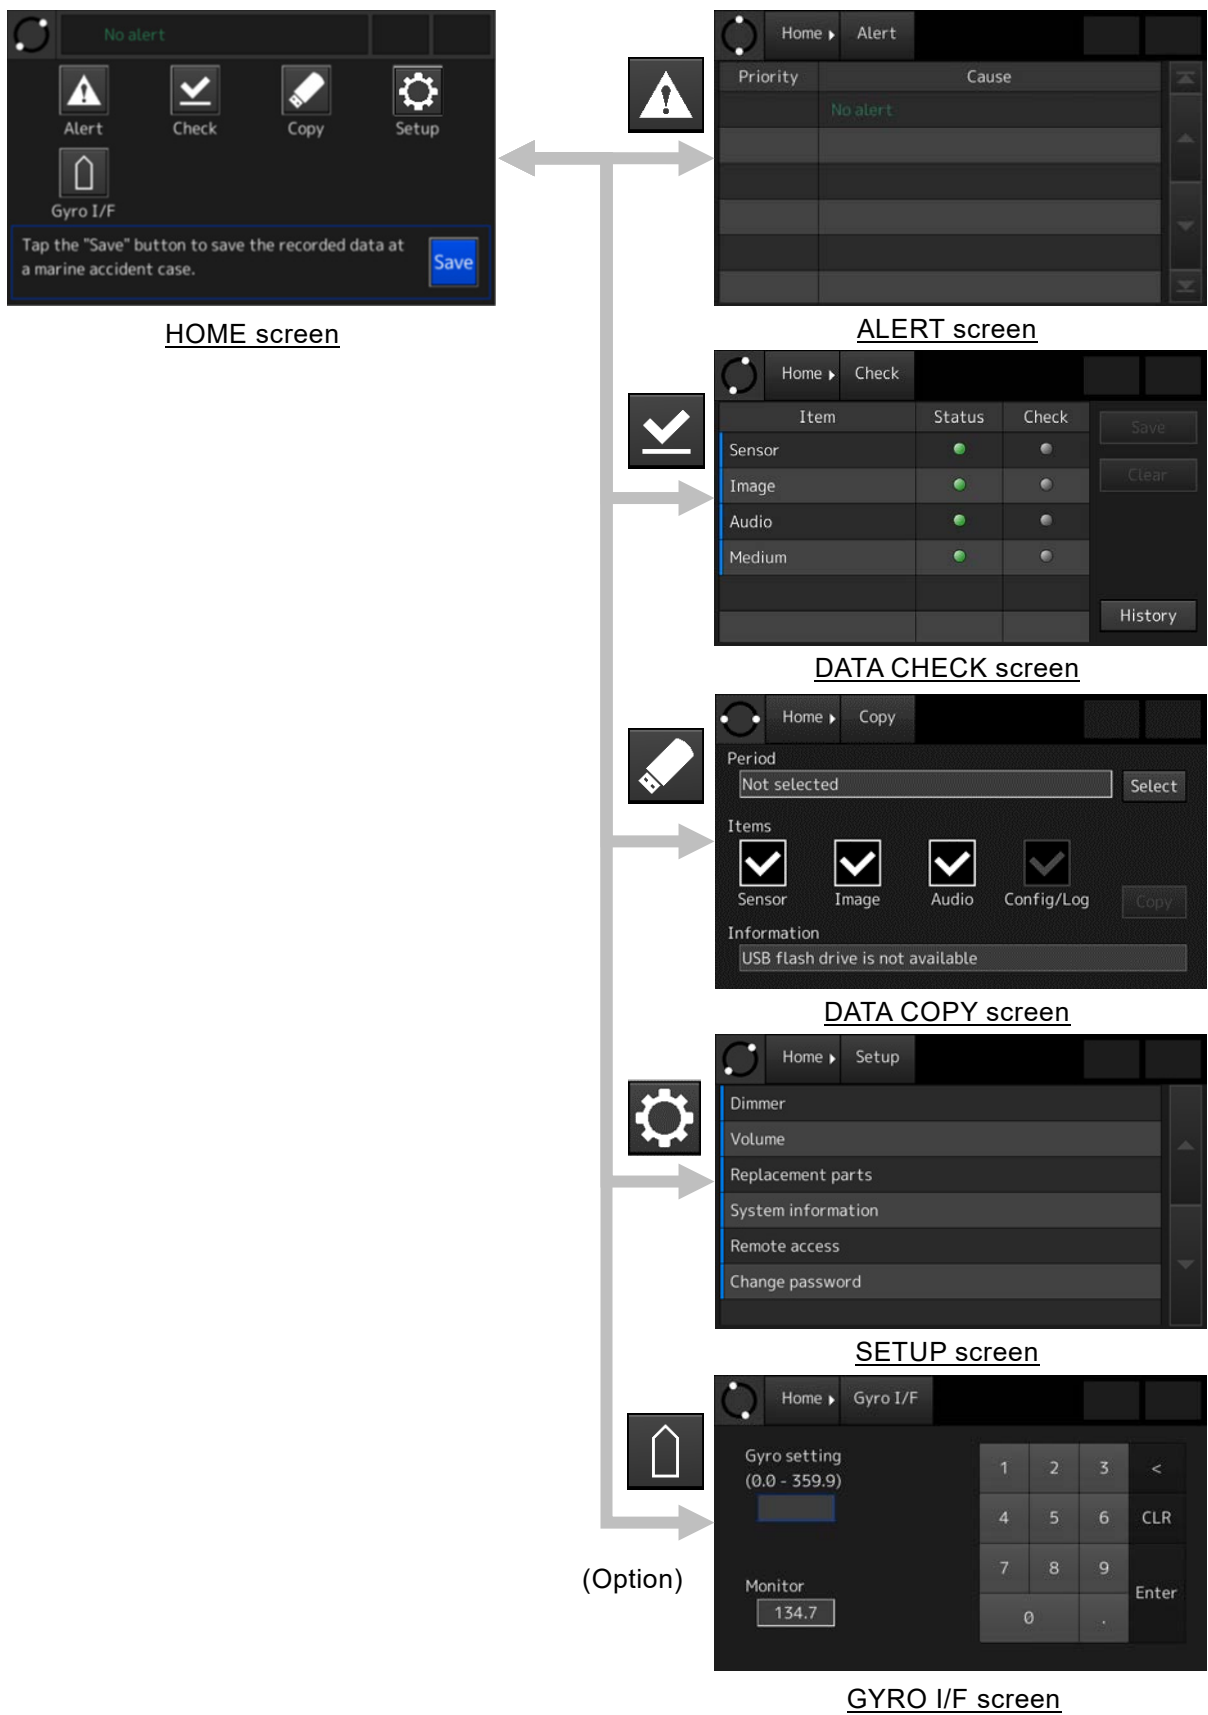 No alert
Alert
Check
Copy
Setup
Gyro I/F
Tap the "Save" button to save the recorded data at
a marine accident case.
Save
HOME screen
Home
Alert
Priority
Cause
No alert
ALERT screen
Home
Check
Item
Status
Check
Save
Sensor
Image
Clear
Audio
Medium
History
DATA CHECK screen
Home
Copy
Period
Not selected
Select
Items
Sensor
Image
Audio
Config/Log
Copy
Information
USB flash drive is not available
DATA COPY screen
Home
Setup
Dimmer
Volume
Replacement parts
System information
Remote access
Change password
SETUP screen
Home
Gyro I/F
Gyro setting
(0.0 - 359.9)
1 2 3 <
4 5 6 CLR
7 8 9
Enter
0 .
Monitor
134.7
(Option)
GYRO I/F screen